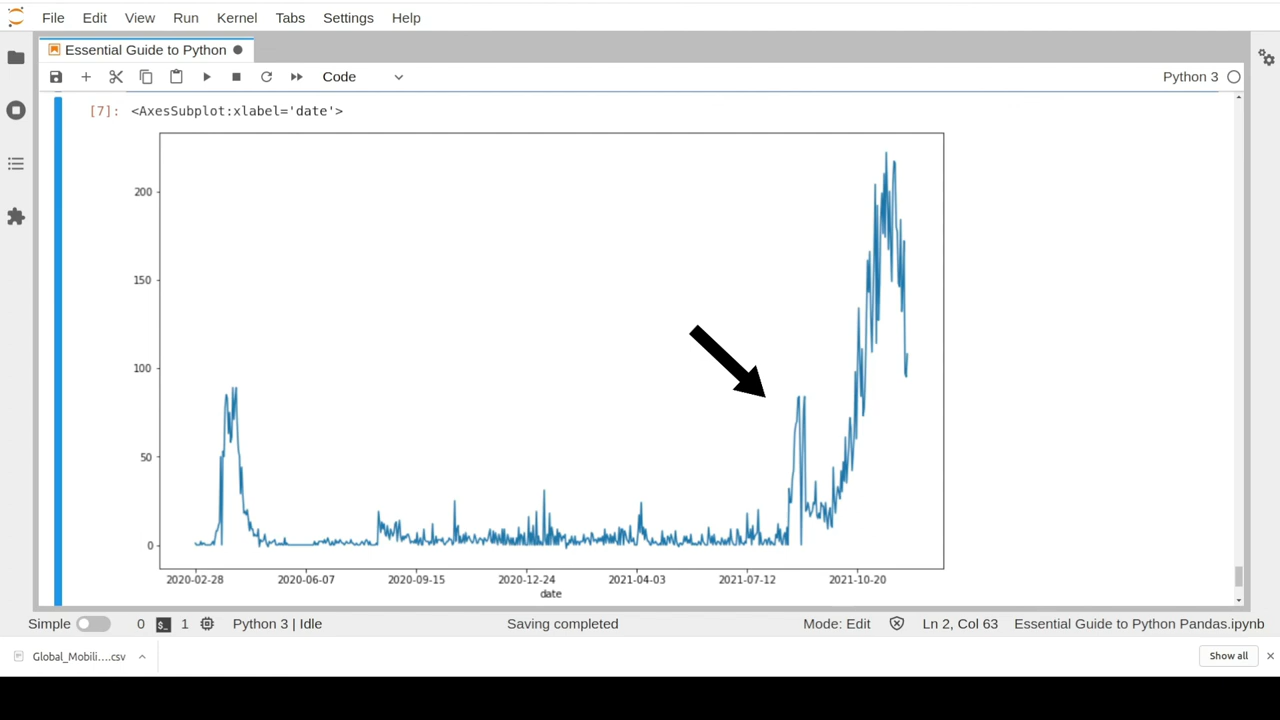 File Edit View Run Kernel Tabs Settings Help
Essential Guide to Python
Code
Python 3
[7]: <AxesSubplot:xlabel='date'>
200
150
100
50
0
2020-02-28 2020-06-07 2020-09-15 2020-12-24 2021-04-03 2021-07-12 2021-10-20
date
Simple 0 $_ 1 Python 3 | Idle Saving completed Mode: Edit Ln 2, Col 63 Essential Guide to Python Pandas.ipynb
Global_Mobili....csv Show all